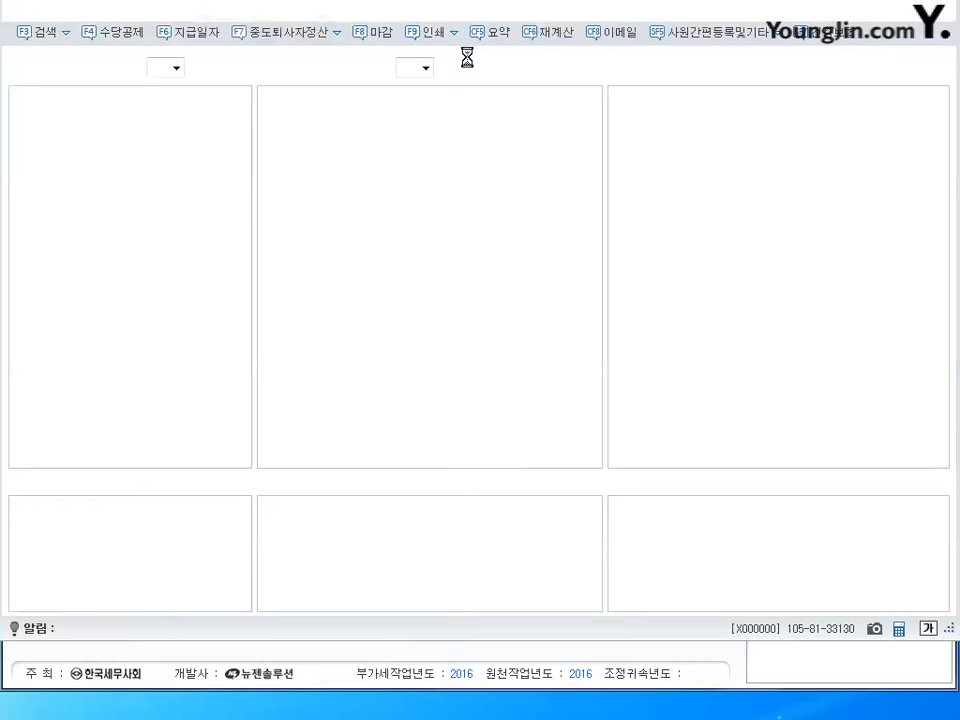 F3 검색 F4 수당공제 F6 지급일자 F7 중도퇴사자정산 F8 마감 F9 인쇄 CF5 요약 CF6 재계산 CF8 이메일 SF5 사원간편등록및기타
YoungJin.com Y.
알림 : [X000000] 105-81-33130 가
주 최 : 한국세무사회 개발사 : 뉴젠솔루션 부가세작업년도 : 2016 원천작업년도 : 2016 조정귀속년도 :